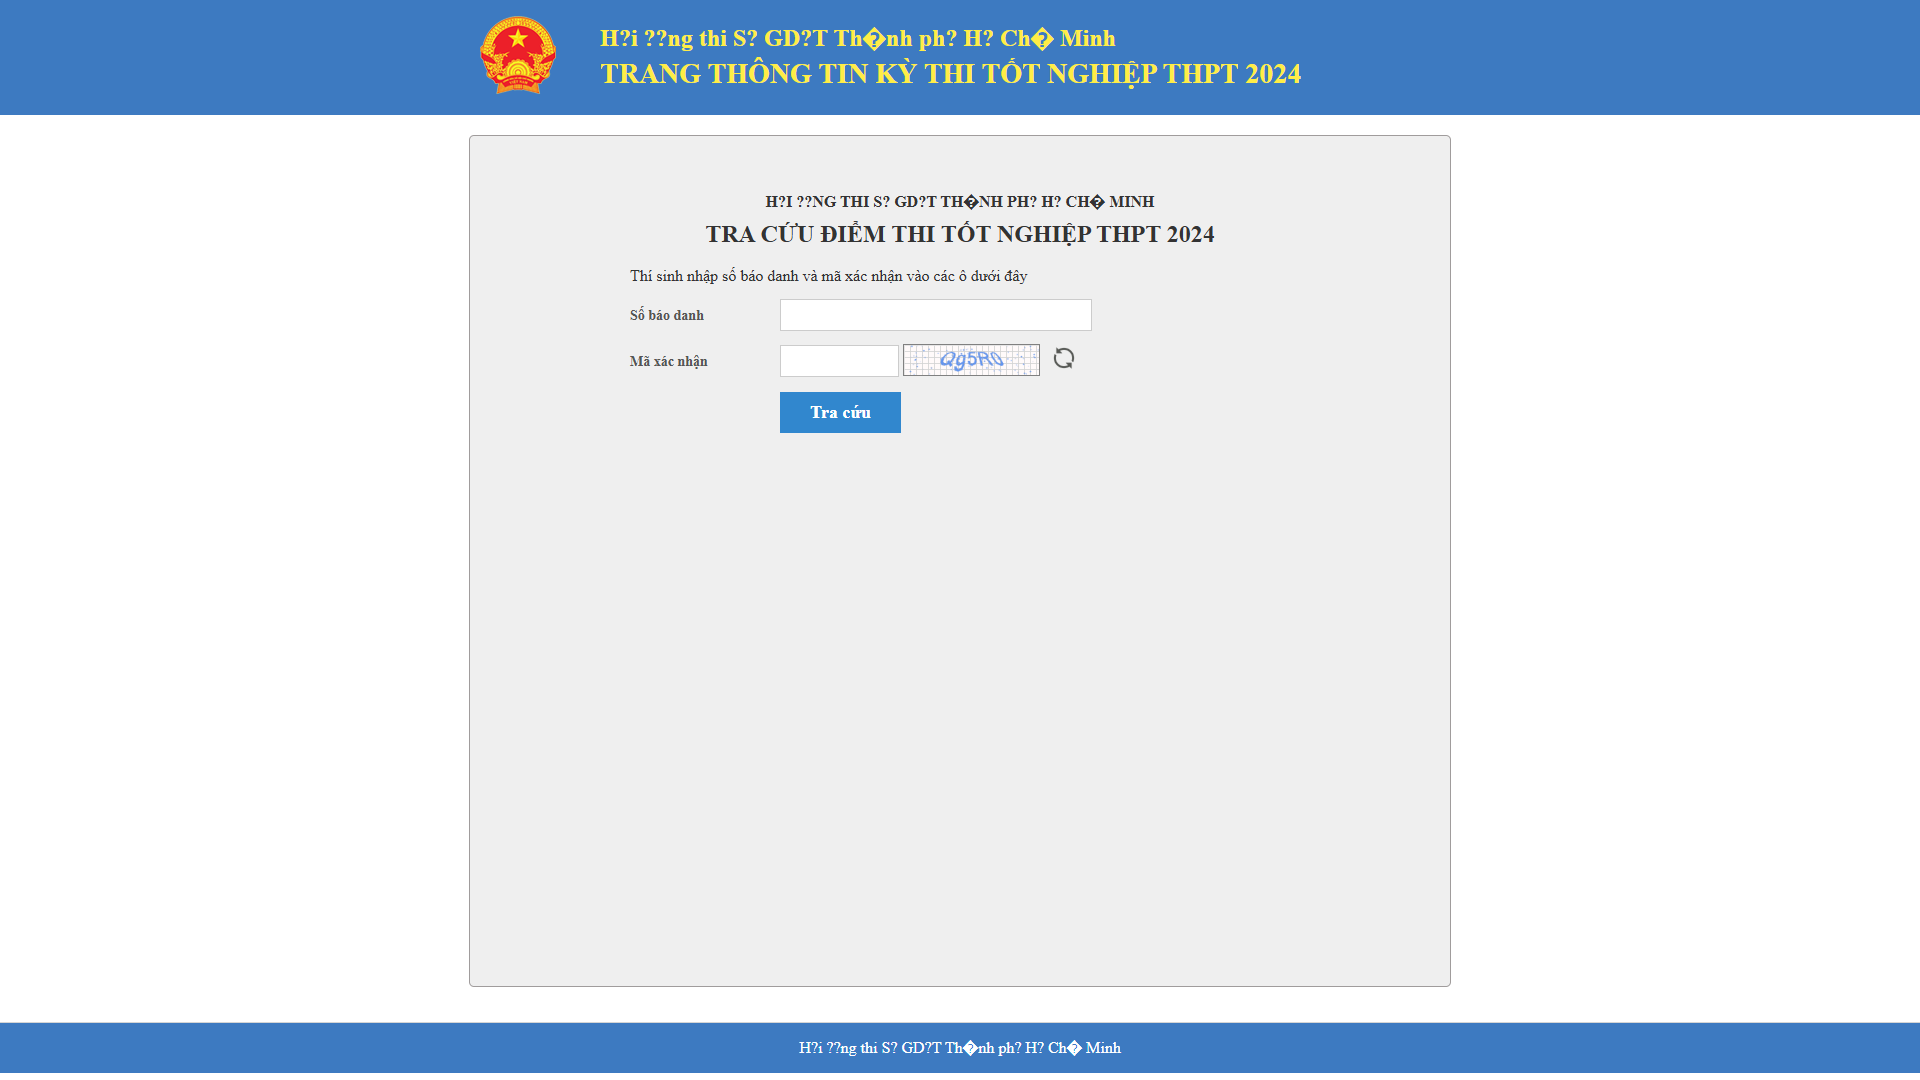 H?i ??ng thi S? GD?T Th�nh ph? H? Ch� Minh
TRANG THÔNG TIN KỲ THI TỐT NGHIỆP THPT 2024
H?I ??NG THI S? GD?T TH�NH PH? H? CH� MINH
TRA CỨU ĐIỂM THI TỐT NGHIỆP THPT 2024
Thí sinh nhập số báo danh và mã xác nhận vào các ô dưới đây
Số báo danh
Mã xác nhận Qg5R0
Tra cứu
H?i ??ng thi S? GD?T Th�nh ph? H? Ch� Minh